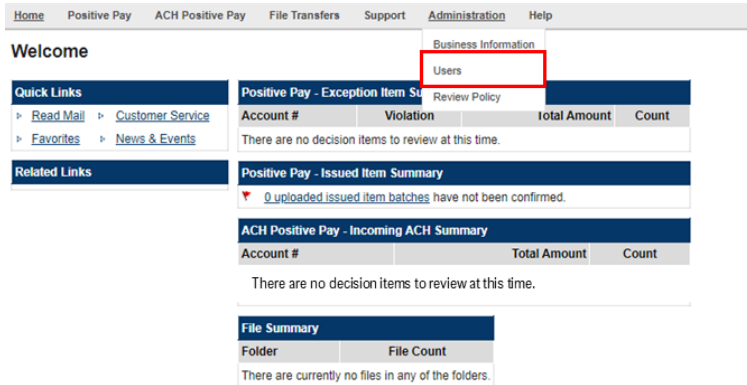 Home Positive Pay ACH Positive Pay File Transfers Support Administration Help
Business Information
Users
Review Policy
Welcome
Quick Links
Read Mail Customer Service
Favorites News & Events
Related Links
Positive Pay - Exception Item Su
Account # Violation Total Amount Count
There are no decision items to review at this time.
Positive Pay - Issued Item Summary
0 uploaded issued item batches have not been confirmed.
ACH Positive Pay - Incoming ACH Summary
Account # Total Amount Count
There are no decision items to review at this time.
File Summary
Folder File Count
There are currently no files in any of the folders.